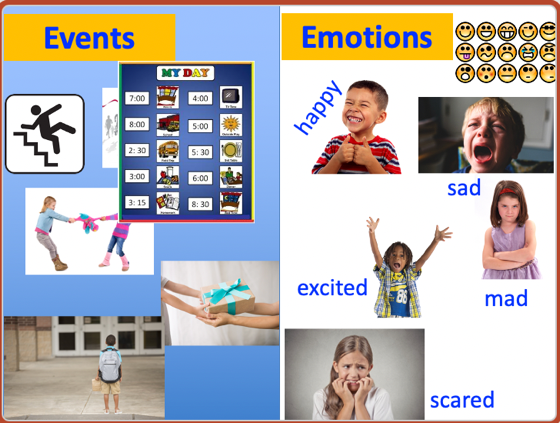 Events
MY DAY
7:00
4:00
8:00
5:00
2: 30
5: 30
3:00
6:00
3: 15
8: 30
Emotions
happy
sad
excited
mad
scared